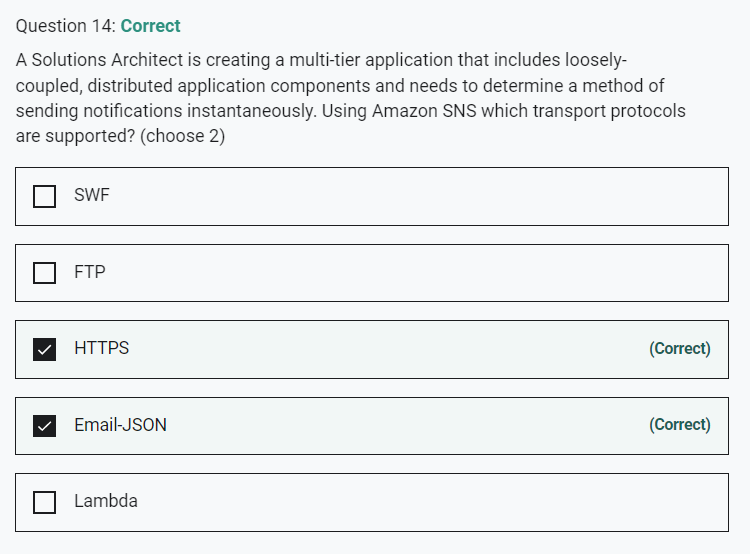 Question 14: Correct
A Solutions Architect is creating a multi-tier application that includes loosely-
coupled, distributed application components and needs to determine a method of
sending notifications instantaneously. Using Amazon SNS which transport protocols
are supported? (choose 2)
SWF
FTP
HTTPS (Correct)
Email-JSON (Correct)
Lambda